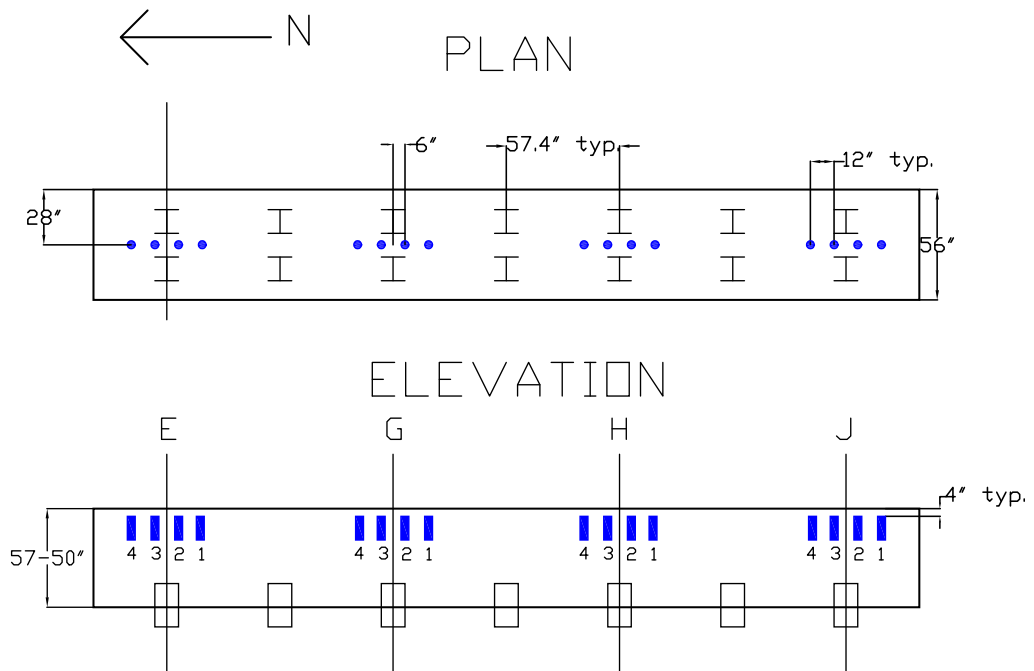 N
PLAN
6" 57.4" typ. 12" typ.
28"
56"
ELEVATION
E G H J
4" typ.
57-50"
4 3 2 1 4 3 2 1 4 3 2 1 4 3 2 1